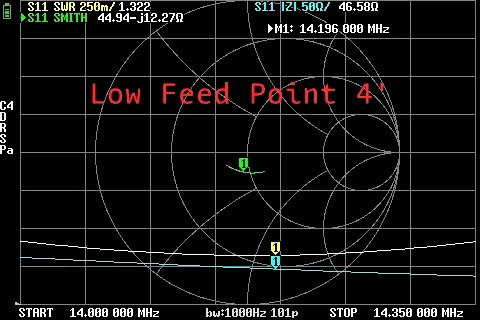 S11 SWR 250m/ 1.322
S11 |Z| 50Ω/ 46.58Ω
S11 SMITH 44.94-j12.27Ω
M1: 14.196 000 MHz
Low Feed Point 4'
C4
D
R
S
Pa
1
1
1
START 14.000 000 MHz
bw:1000Hz 101p
STOP 14.350 000 MHz